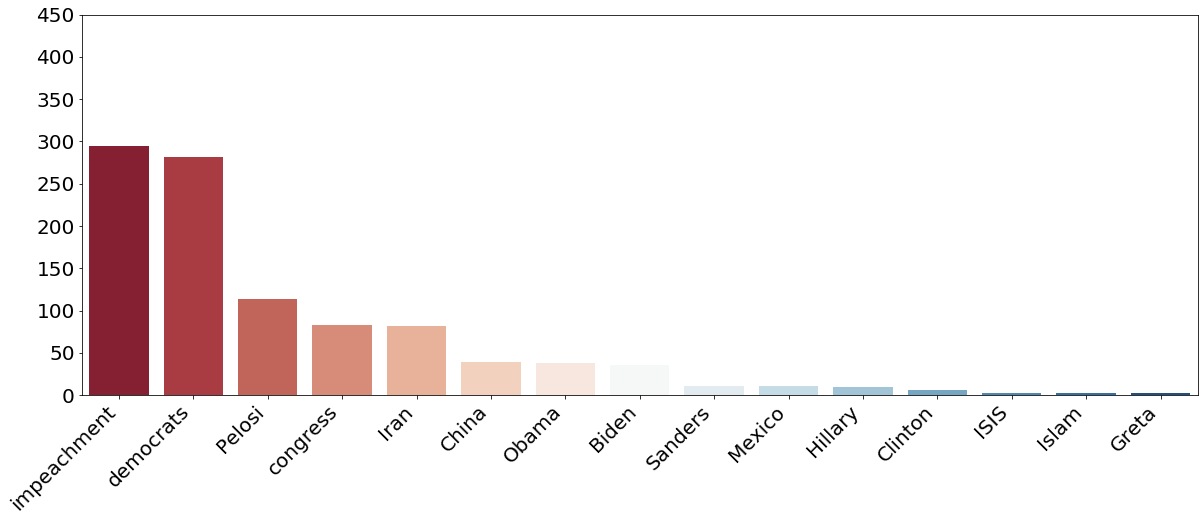 450
400
350
300
250
200
150
100
50
0
impeachment
democrats
Pelosi
congress
Iran
China
Obama
Biden
Sanders
Mexico
Hillary
Clinton
ISIS
Islam
Greta